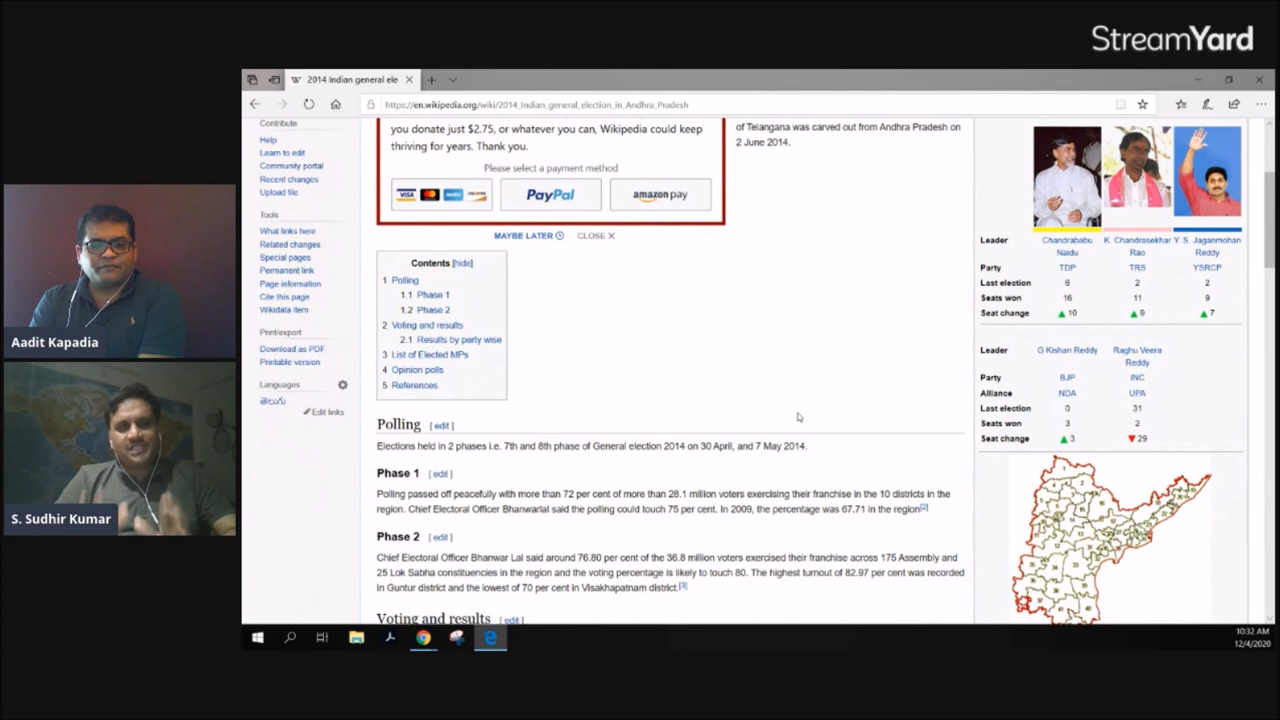 StreamYard
2014 Indian general ele
https://en.wikipedia.org/wiki/2014_Indian_general_election_in_Andhra_Pradesh
Contribute
Help
Learn to edit
Community portal
Recent changes
Upload file
Tools
What links here
Related changes
Special pages
Permanent link
Page information
Cite this page
Wikidata item
Print/export
Download as PDF
Printable version
Languages
తెలుగు
Edit links
you donate just $2.75, or whatever you can, Wikipedia could keep
thriving for years. Thank you.
Please select a payment method
VISA DISCOVER PayPal amazon pay
MAYBE LATER CLOSE X
of Telangana was carved out from Andhra Pradesh on
2 June 2014.
Contents [hide]
1 Polling
1.1 Phase 1
1.2 Phase 2
2 Voting and results
2.1 Results by party wise
3 List of Elected MPs
4 Opinion polls
5 References
Polling [ edit ]
Elections held in 2 phases i.e. 7th and 8th phase of General election 2014 on 30 April, and 7 May 2014.
Phase 1 [ edit ]
Polling passed off peacefully with more than 72 per cent of more than 28.1 million voters exercising their franchise in the 10 districts in the
region. Chief Electoral Officer Bhanwarlal said the polling could touch 75 per cent. In 2009, the percentage was 67.71 in the region[2]
Phase 2 [ edit ]
Chief Electoral Officer Bhanwar Lal said around 76.80 per cent of the 36.8 million voters exercised their franchise across 175 Assembly and
25 Lok Sabha constituencies in the region and the voting percentage is likely to touch 80. The highest turnout of 82.97 per cent was recorded
in Guntur district and the lowest of 70 per cent in Visakhapatnam district.[3]
Voting and results [ edit ]
Leader Chandrababu Naidu K. Chandrasekhar Rao Y. S. Jaganmohan Reddy
Party TDP TRS YSRCP
Last election 6 2 2
Seats won 16 11 9
Seat change ▲ 10 ▲ 9 ▲ 7
Leader G Kishan Reddy Raghu Veera Reddy
Party BJP INC
Alliance NDA UPA
Last election 0 31
Seats won 3 2
Seat change ▲ 3 ▼ 29
Aadit Kapadia
S. Sudhir Kumar
10:32 AM
12/4/2020